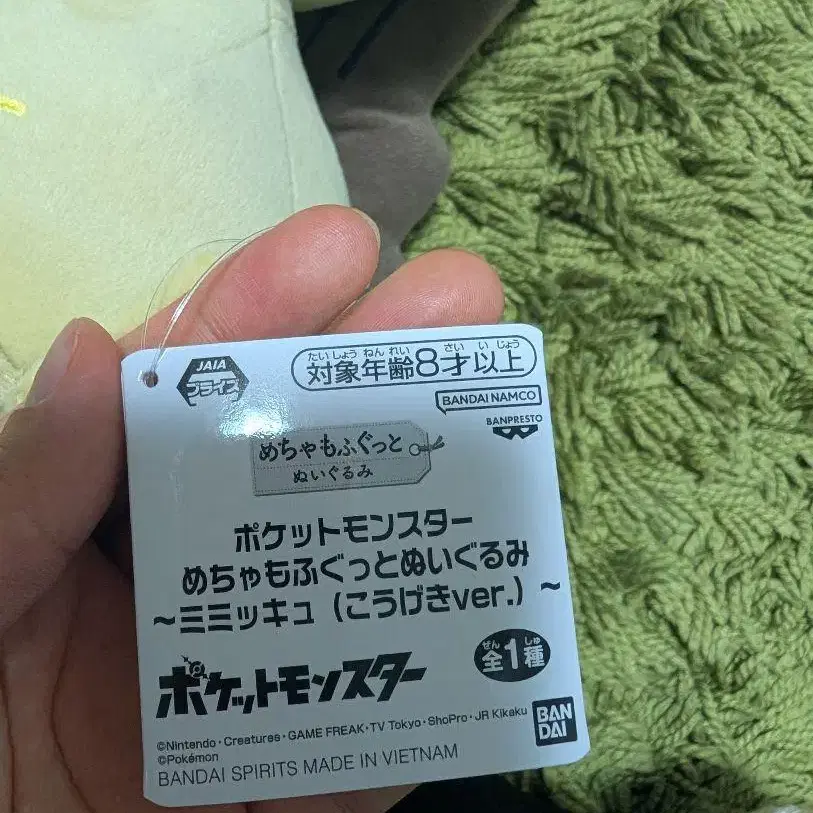 JAIA
プライズ
たいしょうねんれい さい いじょう
対象年齢8才以上
BANDAI NAMCO
BANPRESTO
めちゃもふぐっと
ぬいぐるみ
ポケットモンスター
めちゃもふぐっとぬいぐるみ
～ミミッキュ（こうげきver.）～
ぜん しゅ
全1種
ポケットモンスター
©Nintendo・Creatures・GAME FREAK・TV Tokyo・ShoPro・JR Kikaku
©Pokémon
BANDAI SPIRITS MADE IN VIETNAM
BAN
DAI